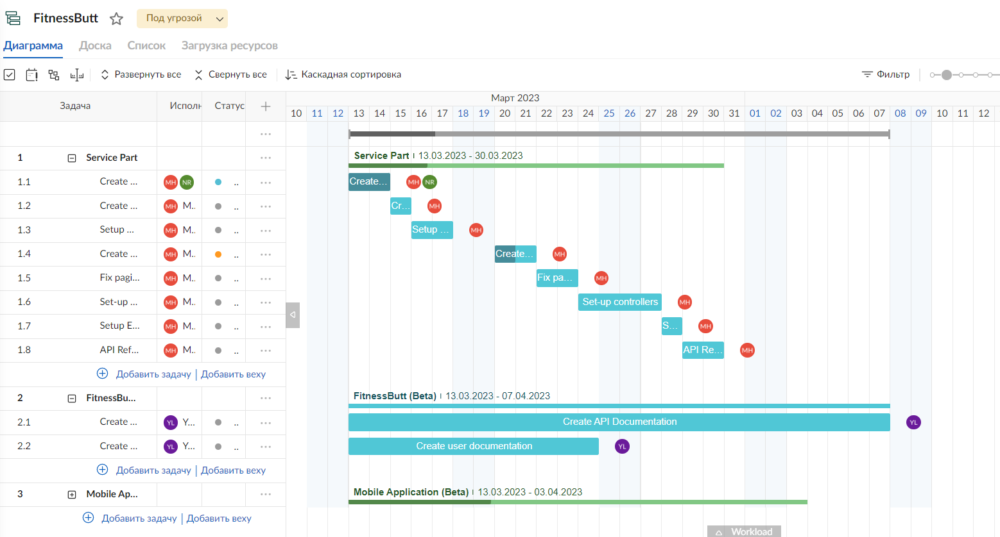 FitnessButt Под угрозой
Диаграмма Доска Список Загрузка ресурсов
Развернуть все Свернуть все Каскадная сортировка Фильтр
Задача Исполн Статус Март 2023
10 11 12 13 14 15 16 17 18 19 20 21 22 23 24 25 26 27 28 29 30 31 01 02 03 04 05 06 07 08 09 10 11 12
1 Service Part Service Part 13.03.2023 - 30.03.2023
1.1 Create ... MH NR .. Create... MH NR
1.2 Create ... MH M.. .. Cr... MH
1.3 Setup ... MH M.. .. Setup ... MH
1.4 Create ... MH M.. .. Create... MH
1.5 Fix pagi... MH M.. .. Fix pa... MH
1.6 Set-up ... MH M.. .. Set-up controllers MH
1.7 Setup E... MH M.. .. S... MH
1.8 API Ref... MH M.. .. API Re... MH
Добавить задачу | Добавить веху
2 FitnessBu... FitnessButt (Beta) 13.03.2023 - 07.04.2023
2.1 Create ... YL Y... .. Create API Documentation YL
2.2 Create ... YL Y... .. Create user documentation YL
Добавить задачу | Добавить веху
3 Mobile Ap... Mobile Application (Beta) 13.03.2023 - 03.04.2023
Добавить задачу | Добавить веху
Workload